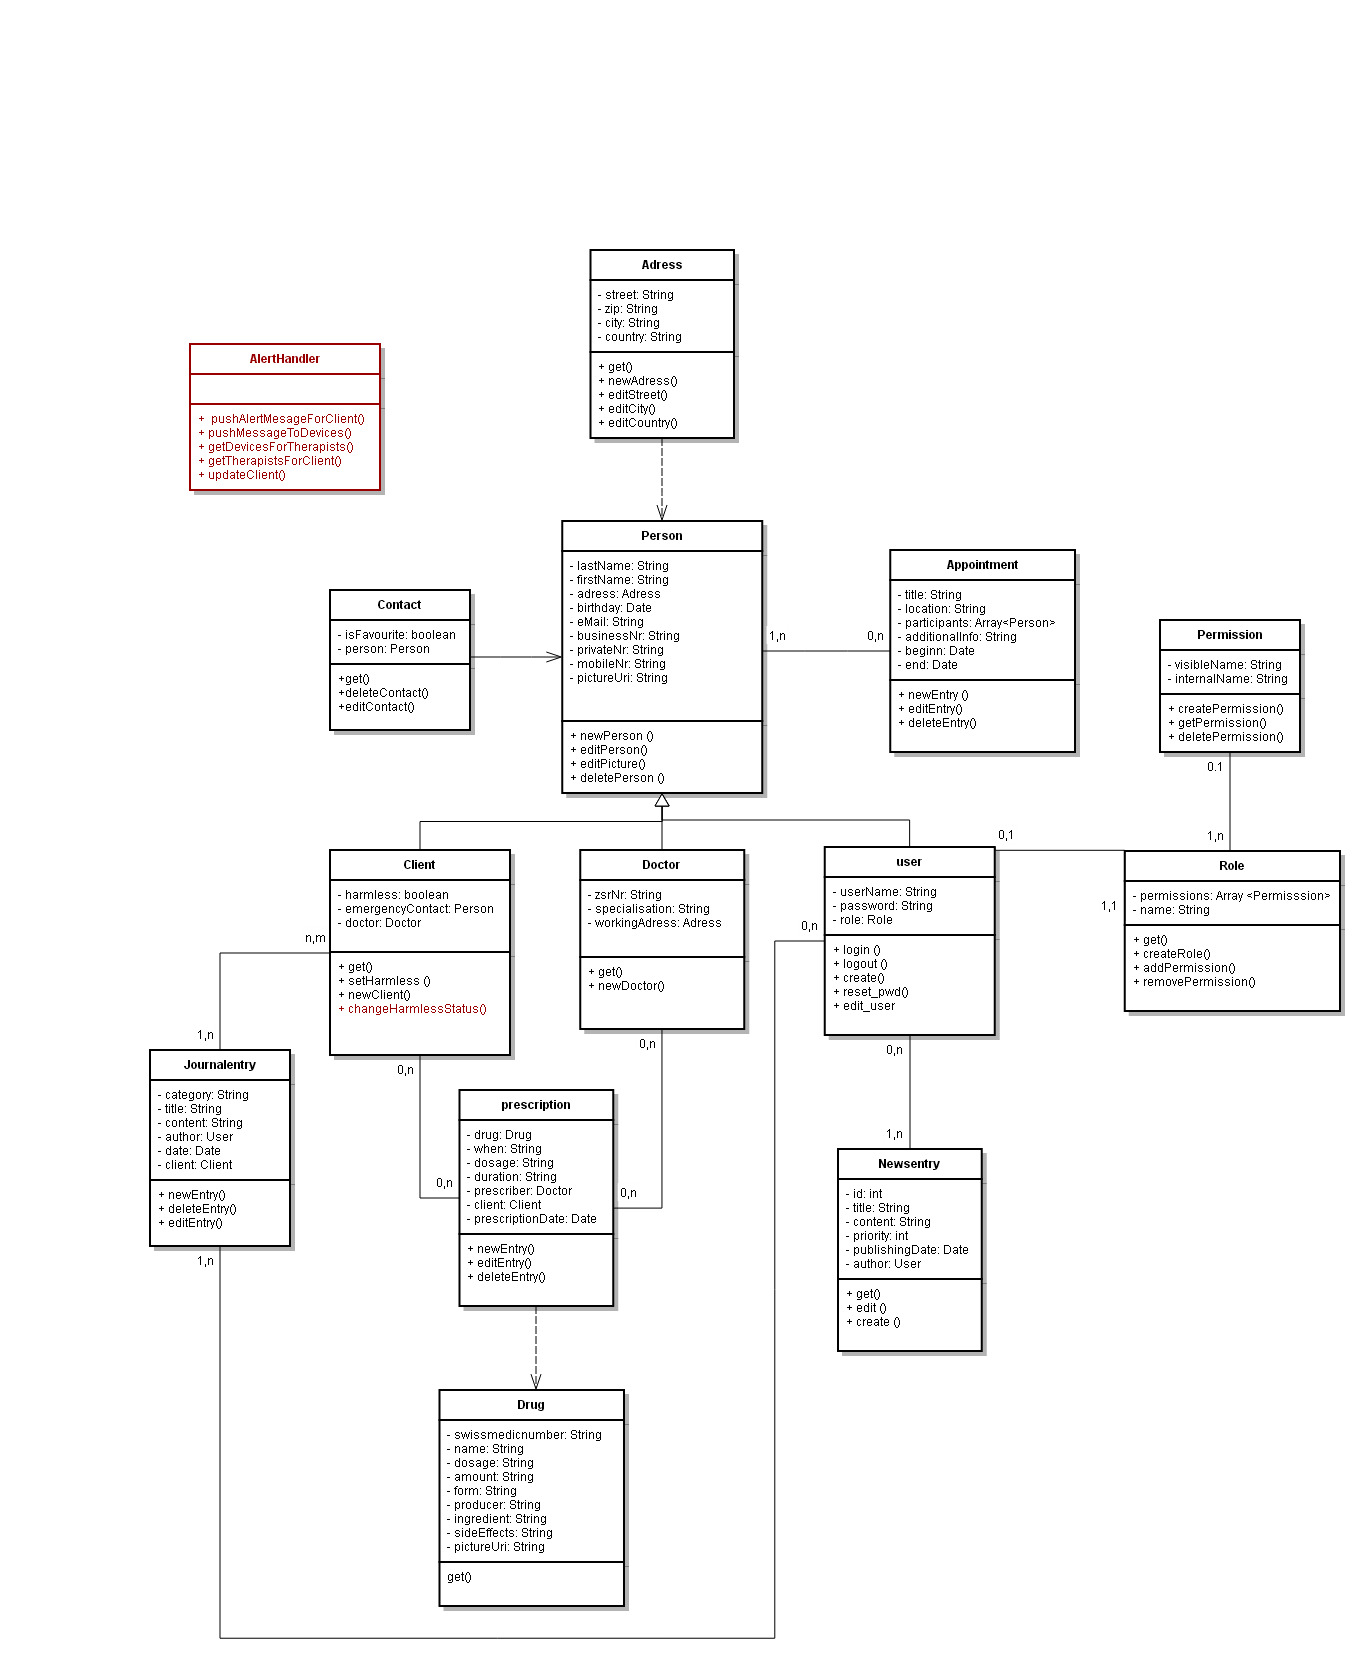 Adress
- street: String
- zip: String
- city: String
- country: String
+ get()
+ newAdress()
+ editStreet()
+ editCity()
+ editCountry()
AlertHandler
+  pushAlertMesageForClient()
+ pushMessageToDevices()
+ getDevicesForTherapists()
+ getTherapistsForClient()
+ updateClient()
Person
- lastName: String
- firstName: String
- adress: Adress
- birthday: Date
- eMail: String
- businessNr: String
- privateNr: String
- mobileNr: String
- pictureUri: String
+ newPerson ()
+ editPerson()
+ editPicture()
+ deletePerson ()
1,n
0,n
Appointment
- title: String
- location: String
- participants: Array<Person>
- additionalInfo: String
- beginn: Date
- end: Date
+ newEntry ()
+ editEntry()
+ deleteEntry()
Contact
- isFavourite: boolean
- person: Person
+get()
+deleteContact()
+editContact()
Permission
- visibleName: String
- internalName: String
+ createPermission()
+ getPermission()
+ deletePermission()
0.1
1,n
Client
- harmless: boolean
- emergencyContact: Person
- doctor: Doctor
+ get()
+ setHarmless ()
+ newClient()
+ changeHarmlessStatus()
n,m
0,n
Doctor
- zsrNr: String
- specialisation: String
- workingAdress: Adress
+ get()
+ newDoctor()
0,n
user
- userName: String
- password: String
- role: Role
+ login ()
+ logout ()
+ create()
+ reset_pwd()
+ edit_user
0,1
0,n
0,n
1,1
Role
- permissions: Array <Permisssion>
- name: String
+ get()
+ createRole()
+ addPermission()
+ removePermission()
1,n
Journalentry
- category: String
- title: String
- content: String
- author: User
- date: Date
- client: Client
+ newEntry()
+ deleteEntry()
+ editEntry()
1,n
prescription
- drug: Drug
- when: String
- dosage: String
- duration: String
- prescriber: Doctor
- client: Client
- prescriptionDate: Date
+ newEntry()
+ editEntry()
+ deleteEntry()
0,n
0,n
1,n
Newsentry
- id: int
- title: String
- content: String
- priority: int
- publishingDate: Date
- author: User
+ get()
+ edit ()
+ create ()
Drug
- swissmedicnumber: String
- name: String
- dosage: String
- amount: String
- form: String
- producer: String
- ingredient: String
- sideEffects: String
- pictureUri: String
get()